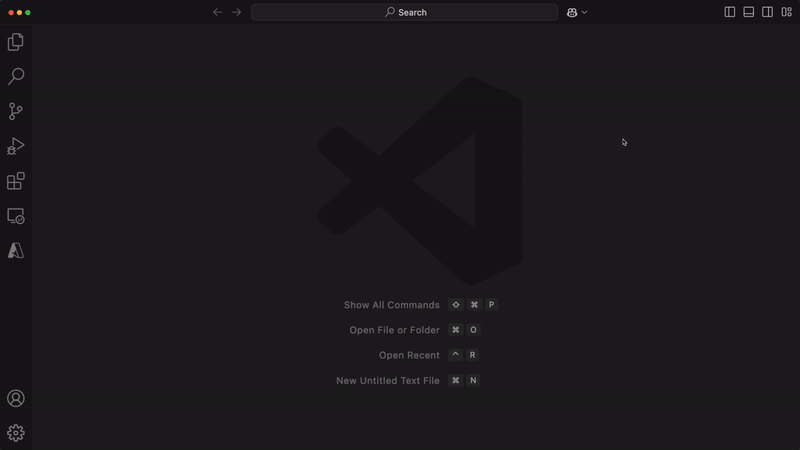 Search
Show All Commands ⇧ ⌘ P
Open File or Folder ⌘ O
Open Recent ⌃ R
New Untitled Text File ⌘ N